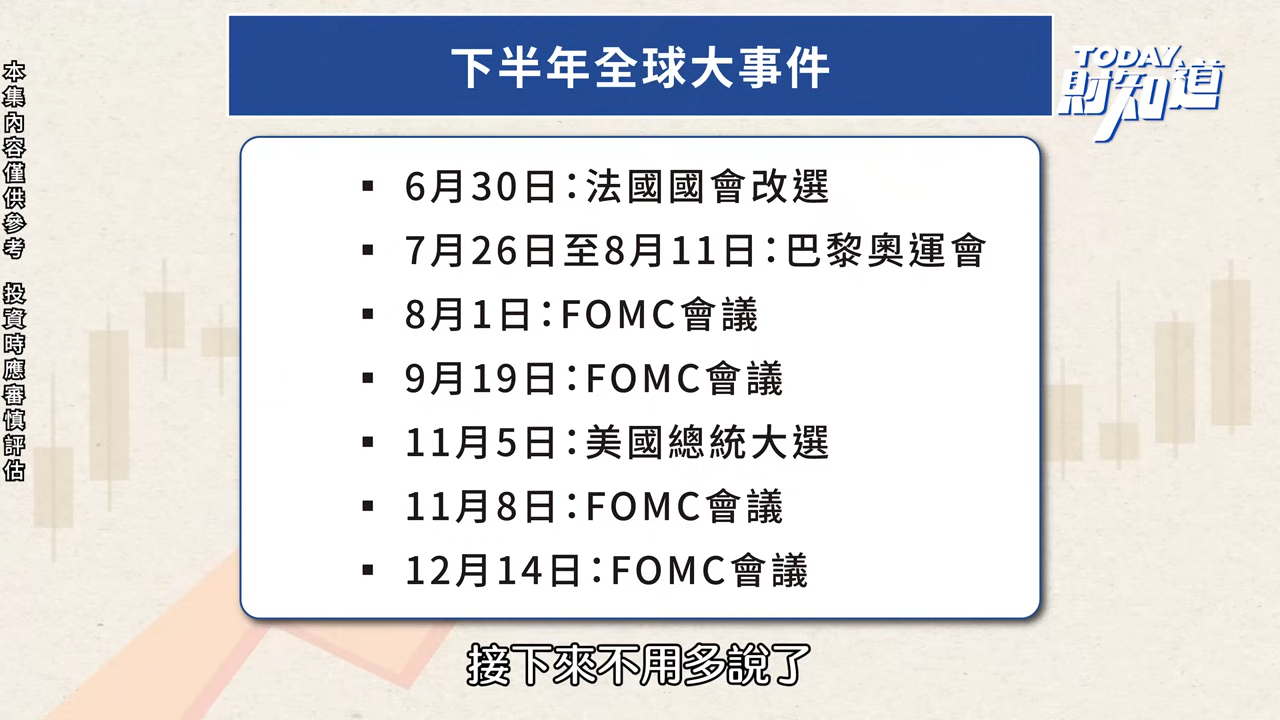 下半年全球大事件
TODAY
財知道
本集內容僅供參考 投資時應審慎評估
▪ 6月30日：法國國會改選
▪ 7月26日至8月11日：巴黎奧運會
▪ 8月1日：FOMC會議
▪ 9月19日：FOMC會議
▪ 11月5日：美國總統大選
▪ 11月8日：FOMC會議
▪ 12月14日：FOMC會議
接下來不用多說了